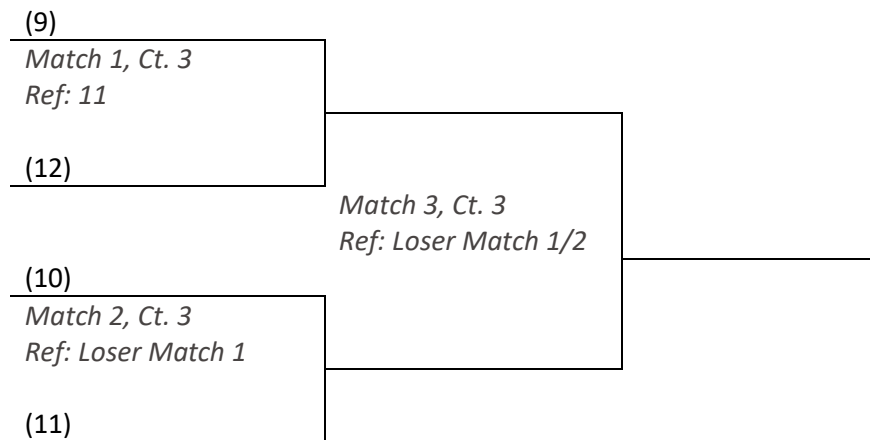 (9)
Match 1, Ct. 3
Ref: 11
(12)
Match 3, Ct. 3
Ref: Loser Match 1/2
(10)
Match 2, Ct. 3
Ref: Loser Match 1
(11)